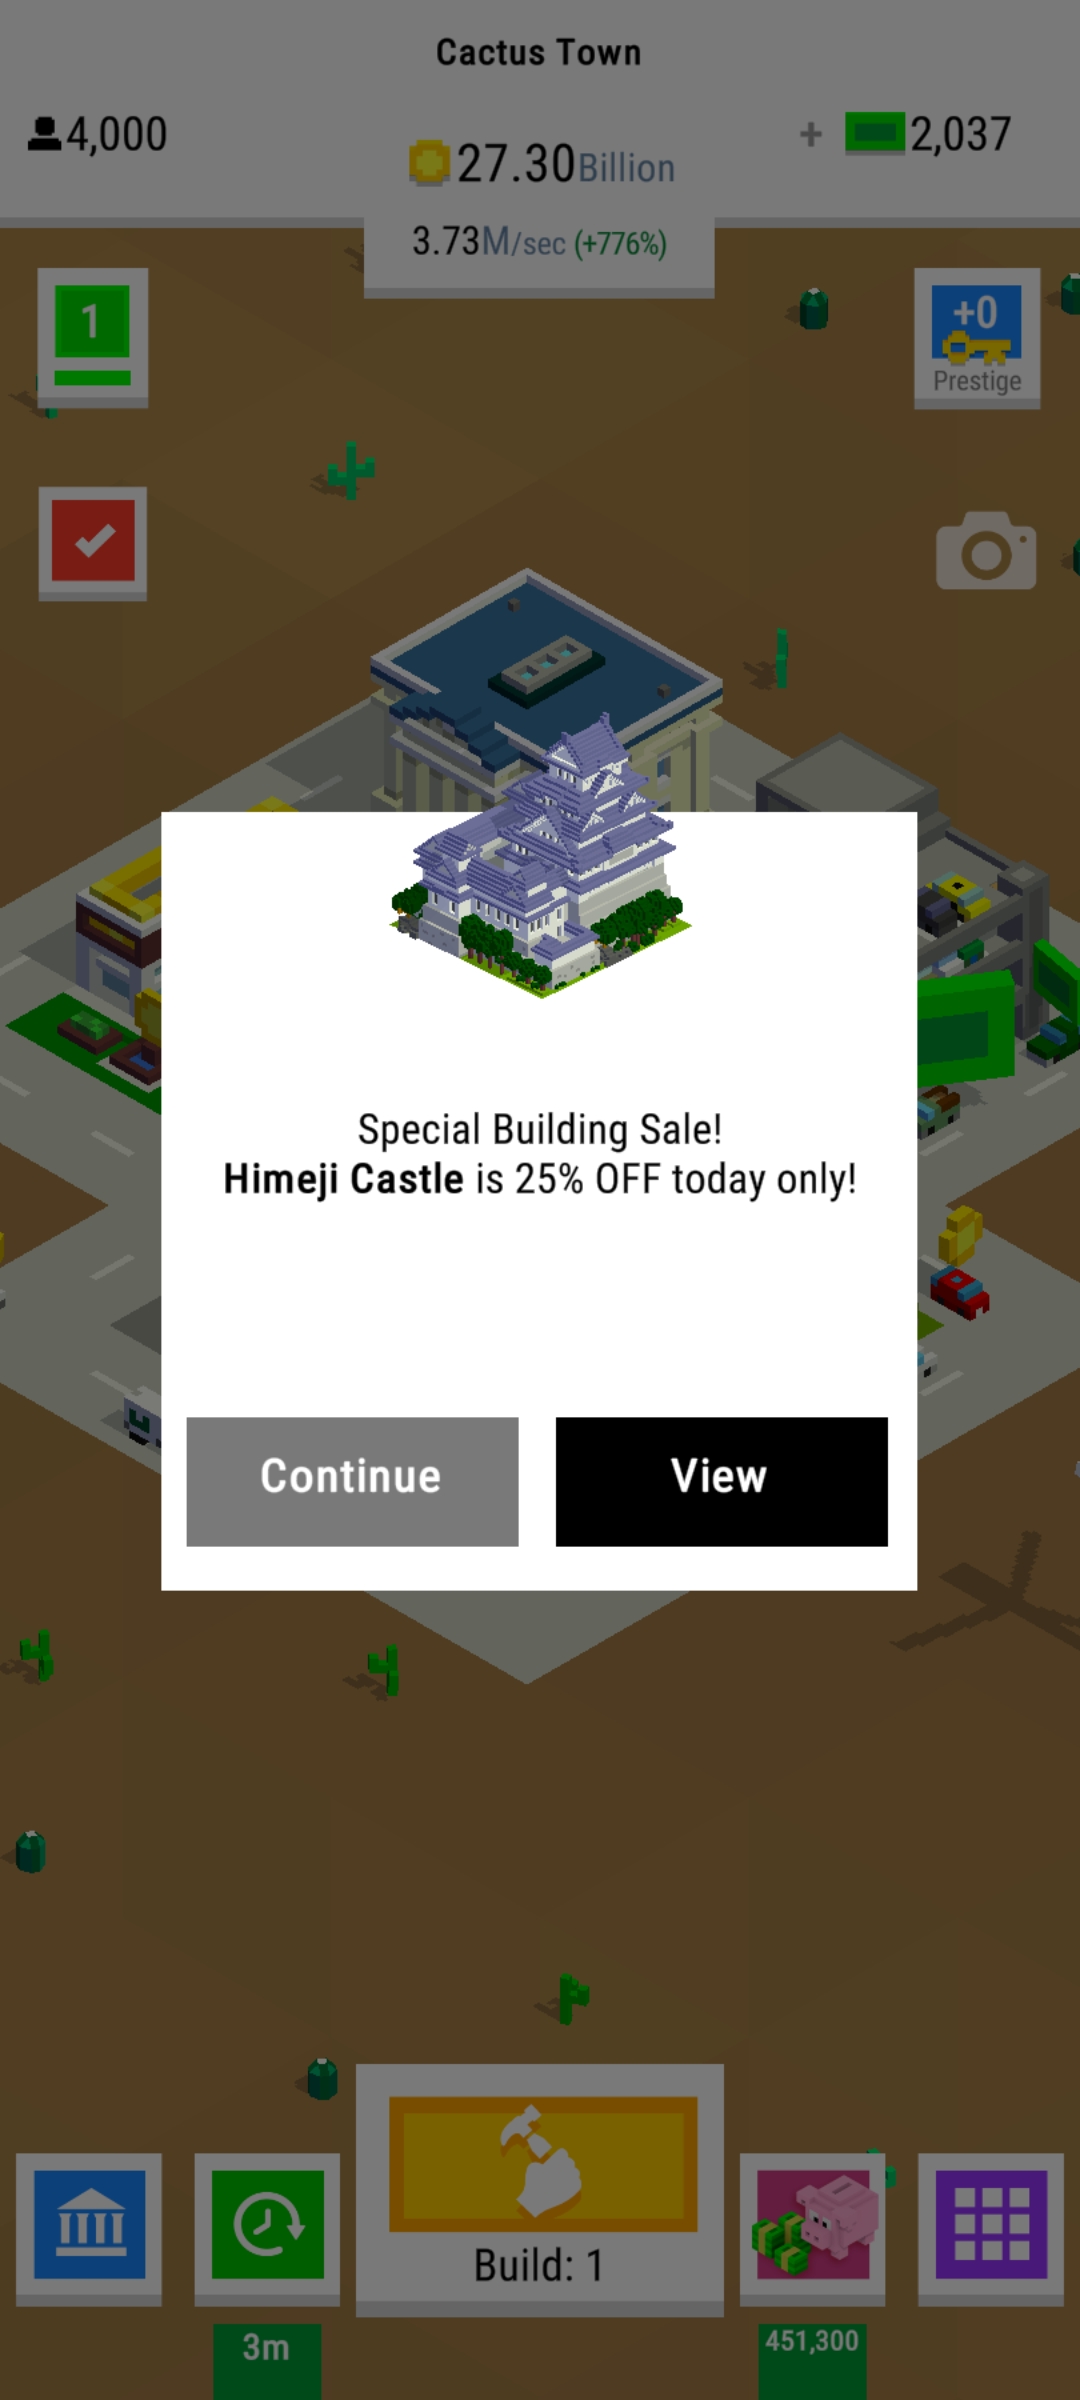 Cactus Town
4,000
27.30Billion
+ 2,037
3.73M/sec (+776%)
1
+0
Prestige
Special Building Sale!
Himeji Castle is 25% OFF today only!
Continue
View
Build: 1
3m
451,300